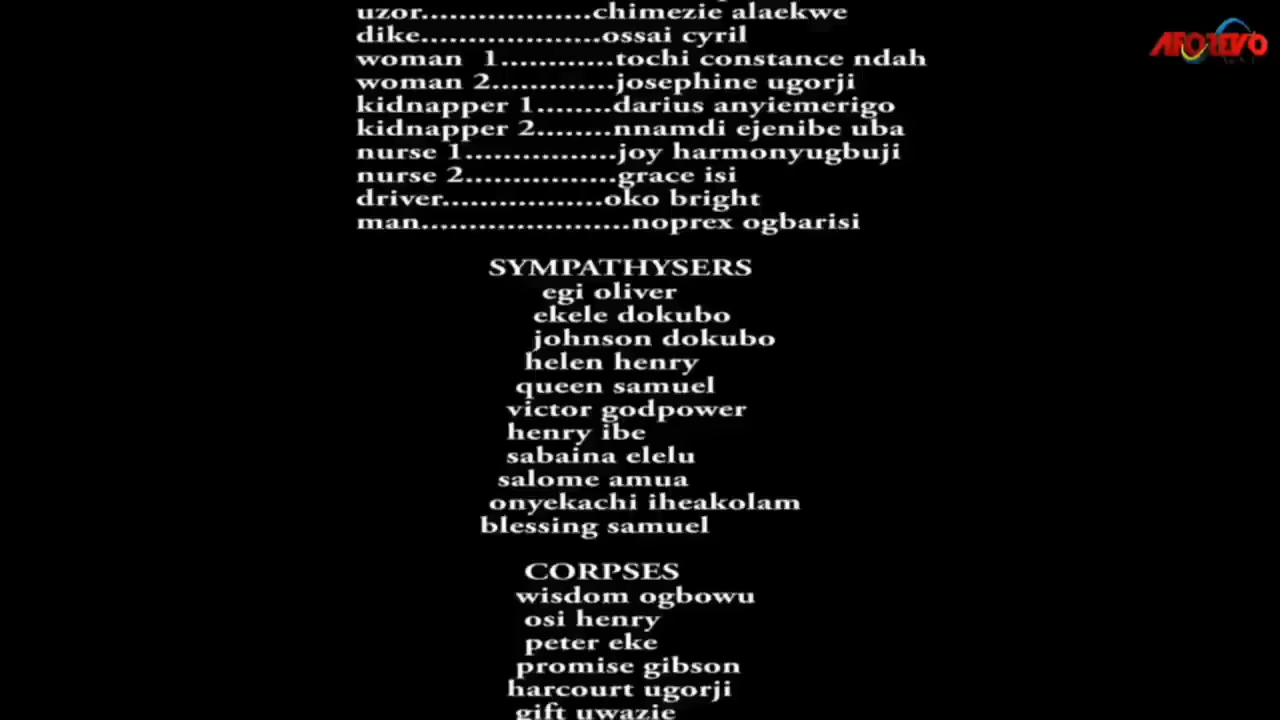 uzor..................chimezie alaekwe
dike...................ossai cyril
woman 1............tochi constance ndah
woman 2.............josephine ugorji
kidnapper 1........darius anyiemerigo
kidnapper 2........nnamdi ejenibe uba
nurse 1................joy harmonyugbuji
nurse 2................grace isi
driver.................oko bright
man......................noprex ogbarisi
SYMPATHYSERS
egi oliver
ekele dokubo
johnson dokubo
helen henry
queen samuel
victor godpower
henry ibe
sabaina elelu
salome amua
onyekachi iheakolam
blessing samuel
CORPSES
wisdom ogbowu
osi henry
peter eke
promise gibson
harcourt ugorji
gift uwazie